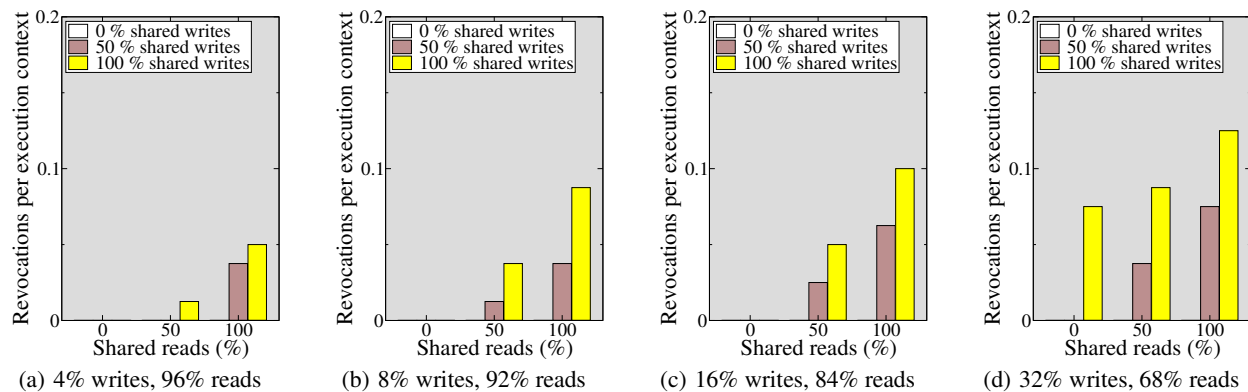 Revocations per execution context
0.2
0.1
0
0 % shared writes
50 % shared writes
100 % shared writes
0 50 100
Shared reads (%)
(a) 4% writes, 96% reads
Revocations per execution context
0.2
0.1
0
0 % shared writes
50 % shared writes
100 % shared writes
0 50 100
Shared reads (%)
(b) 8% writes, 92% reads
Revocations per execution context
0.2
0.1
0
0 % shared writes
50 % shared writes
100 % shared writes
0 50 100
Shared reads (%)
(c) 16% writes, 84% reads
Revocations per execution context
0.2
0.1
0
0 % shared writes
50 % shared writes
100 % shared writes
0 50 100
Shared reads (%)
(d) 32% writes, 68% reads